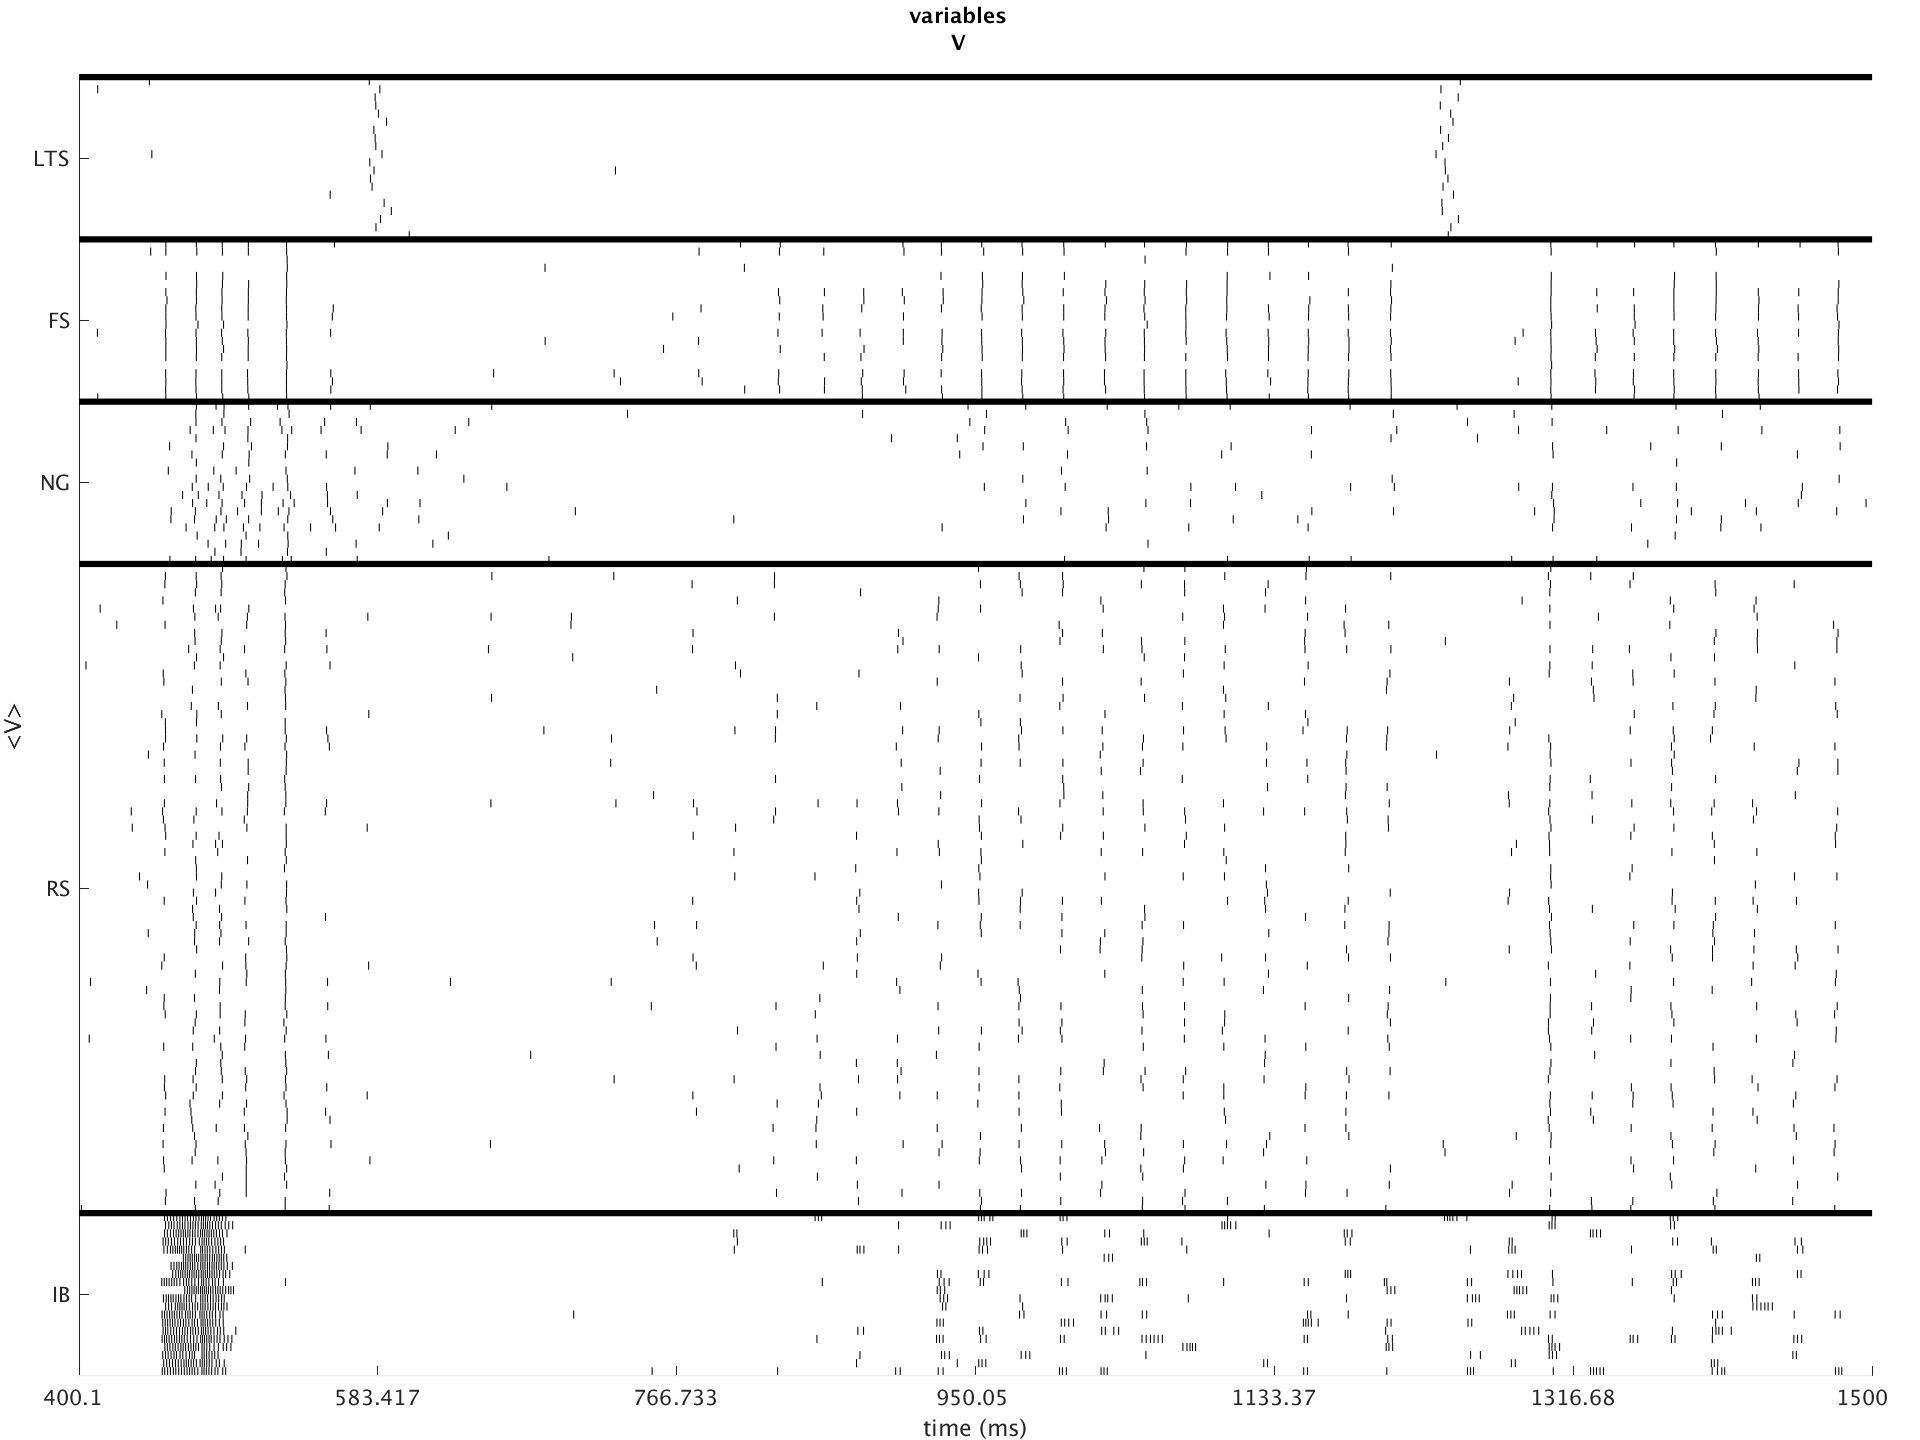 variables
V
LTS
FS
NG
RS
IB
<V>
400.1 583.417 766.733 950.05 1133.37 1316.68 1500
time (ms)